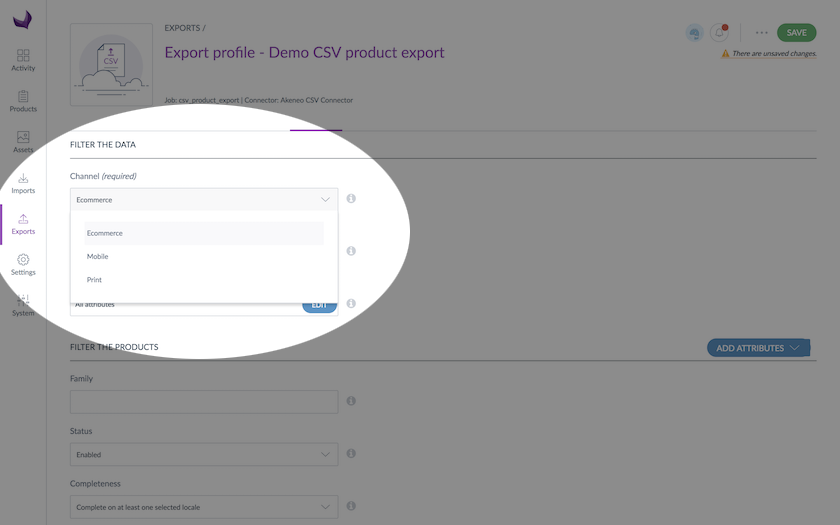 EXPORTS /
Export profile - Demo CSV product export
SAVE
There are unsaved changes.
CSV
Job: csv_product_export | Connector: Akeneo CSV Connector
Activity
Products
Assets
Imports
Exports
Settings
System
FILTER THE DATA
Channel (required)
Ecommerce
Ecommerce
Mobile
Print
All attributes
EDIT
FILTER THE PRODUCTS
ADD ATTRIBUTES
Family
Status
Enabled
Completeness
Complete on at least one selected locale